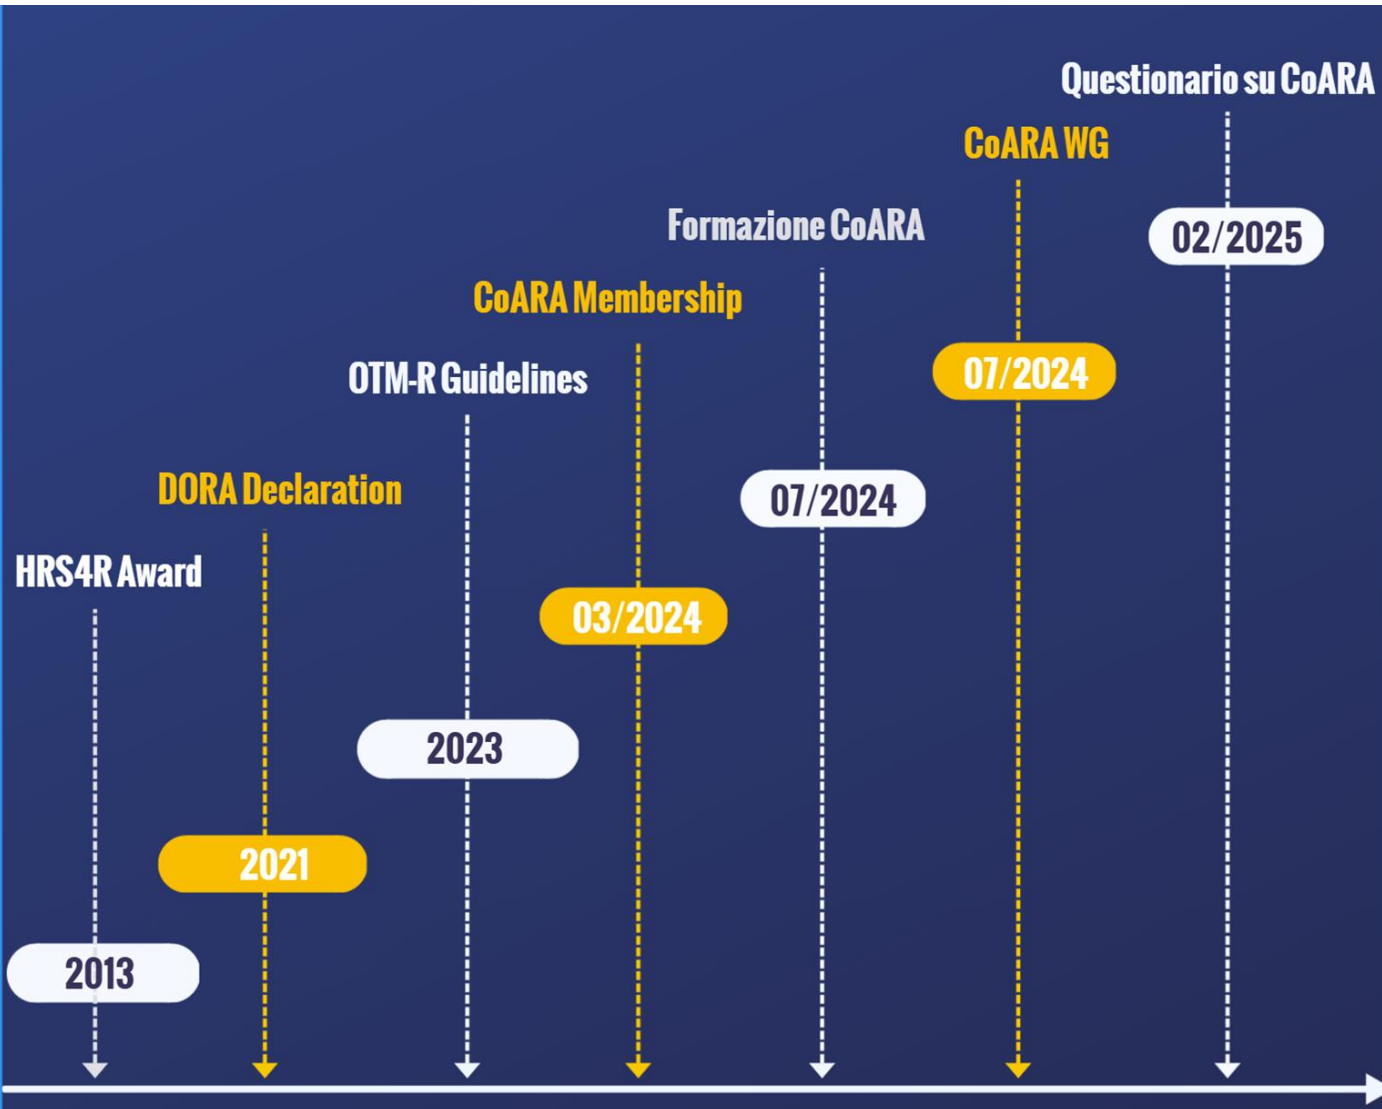 Questionario su CoARA
CoARA WG
Formazione CoARA
02/2025
CoARA Membership
07/2024
OTM-R Guidelines
DORA Declaration
07/2024
HRS4R Award
03/2024
2023
2021
2013